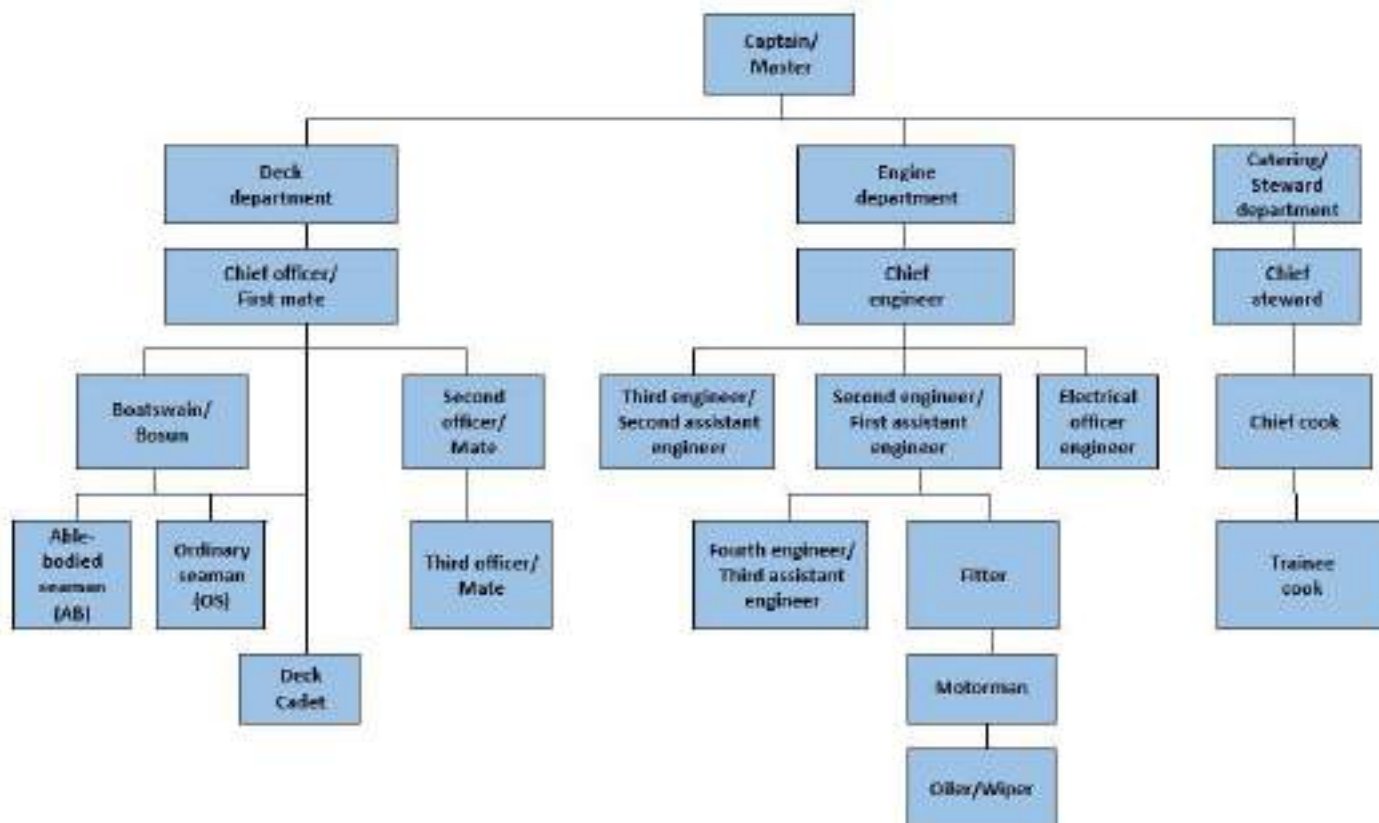 Captain/
Master
Deck
department
Engine
department
Catering/
Steward
department
Chief officer/
First mate
Chief
engineer
Chief
steward
Boatswain/
Bosun
Second
officer/
Mate
Third engineer/
Second assistant
engineer
Second engineer/
First assistant
engineer
Electrical
officer
engineer
Chief cook
Able-
bodied
seaman
(AB)
Ordinary
seaman
(OS)
Third officer/
Mate
Fourth engineer/
Third assistant
engineer
Fitter
Trainee
cook
Deck
Cadet
Motorman
Oiler/Wiper